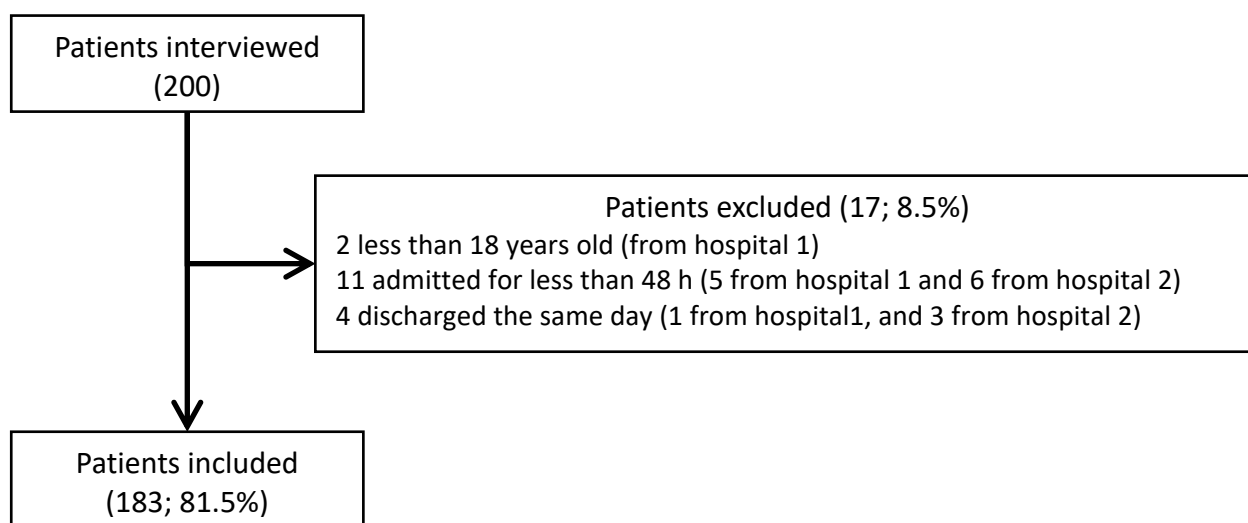 Patients interviewed
(200)
Patients excluded (17; 8.5%)
2 less than 18 years old (from hospital 1)
11 admitted for less than 48 h (5 from hospital 1 and 6 from hospital 2)
4 discharged the same day (1 from hospital1, and 3 from hospital 2)
Patients included
(183; 81.5%)